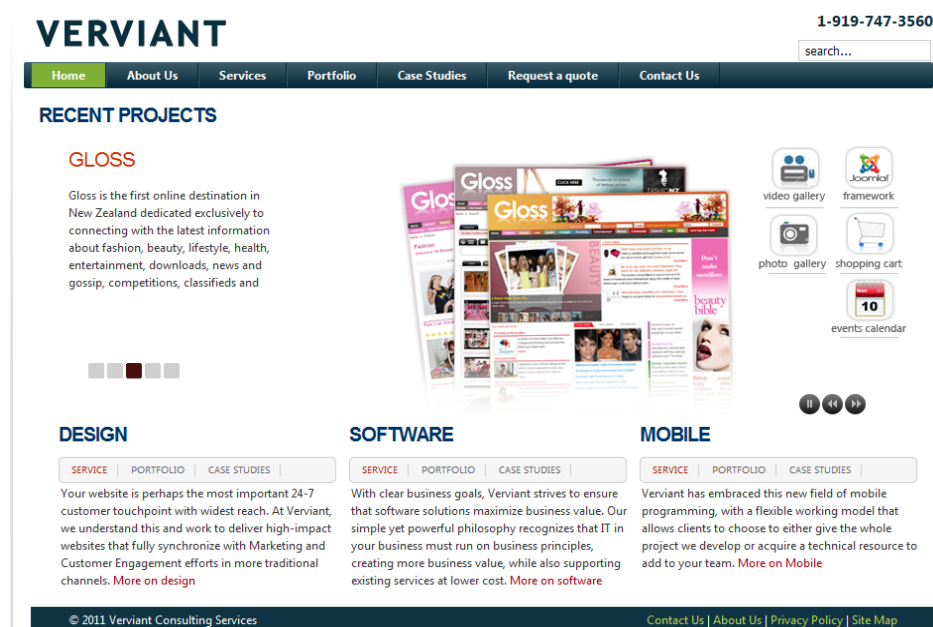 VERVIANT
1-919-747-3560
search...
Home About Us Services Portfolio Case Studies Request a quote Contact Us
RECENT PROJECTS
GLOSS
Gloss is the first online destination in
New Zealand dedicated exclusively to
connecting with the latest information
about fashion, beauty, lifestyle, health,
entertainment, downloads, news and
gossip, competitions, classifieds and
Gloss
CLICK HERE
Gloss
BEAUTY
Don't
make
sacrifices
beauty
bible
video gallery
Joomla!
framework
photo gallery
shopping cart
10
events calendar
DESIGN
SERVICE PORTFOLIO CASE STUDIES
Your website is perhaps the most important 24-7
customer touchpoint with widest reach. At Verviant,
we understand this and work to deliver high-impact
websites that fully synchronize with Marketing and
Customer Engagement efforts in more traditional
channels. More on design
SOFTWARE
SERVICE PORTFOLIO CASE STUDIES
With clear business goals, Verviant strives to ensure
that software solutions maximize business value. Our
simple yet powerful philosophy recognizes that IT in
your business must run on business principles,
creating more business value, while also supporting
existing services at lower cost. More on software
MOBILE
SERVICE PORTFOLIO CASE STUDIES
Verviant has embraced this new field of mobile
programming, with a flexible working model that
allows clients to choose to either give the whole
project we develop or acquire a technical resource to
add to your team. More on Mobile
© 2011 Verviant Consulting Services
Contact Us | About Us | Privacy Policy | Site Map